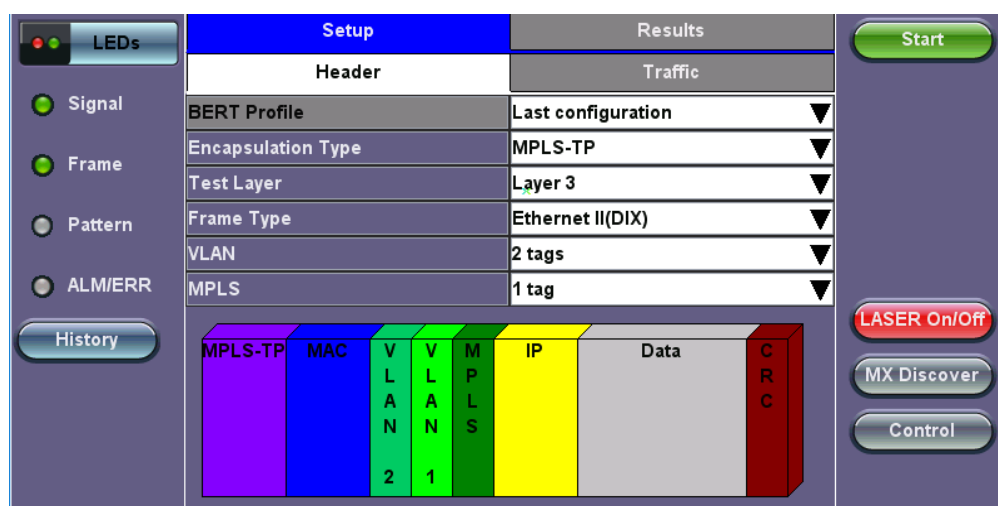 LEDs
Setup
Results
Start
Header
Traffic
Signal
BERT Profile
Last configuration
Encapsulation Type
MPLS-TP
Frame
Test Layer
Layer 3
Frame Type
Ethernet II(DIX)
Pattern
VLAN
2 tags
ALM/ERR
MPLS
1 tag
LASER On/Off
History
MPLS-TP
MAC
VLAN 2
VLAN 1
MPLS
IP
Data
CRC
MX Discover
Control